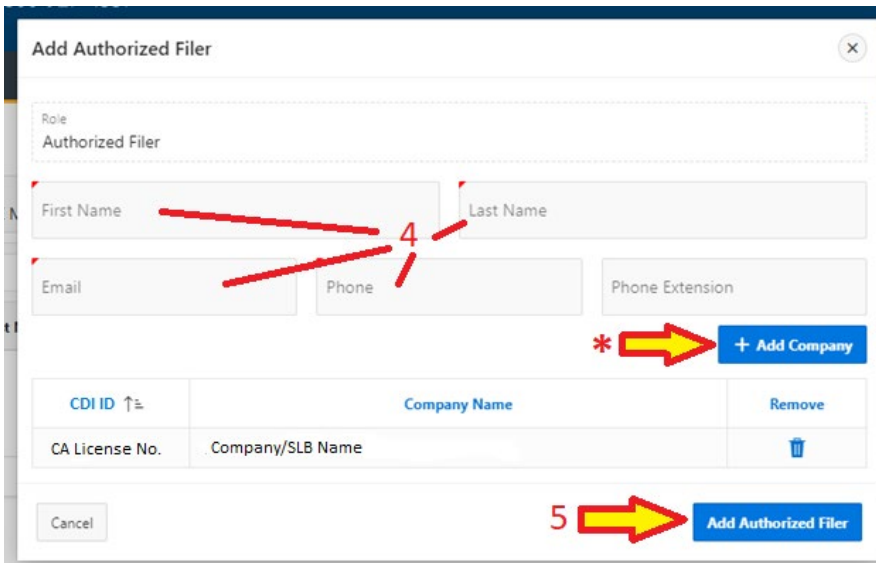 Add Authorized Filer
Role
Authorized Filer
First Name
Last Name
4
Email
Phone
Phone Extension
*
+ Add Company
CDI ID
Company Name
Remove
CA License No.
Company/SLB Name
Cancel
5
Add Authorized Filer